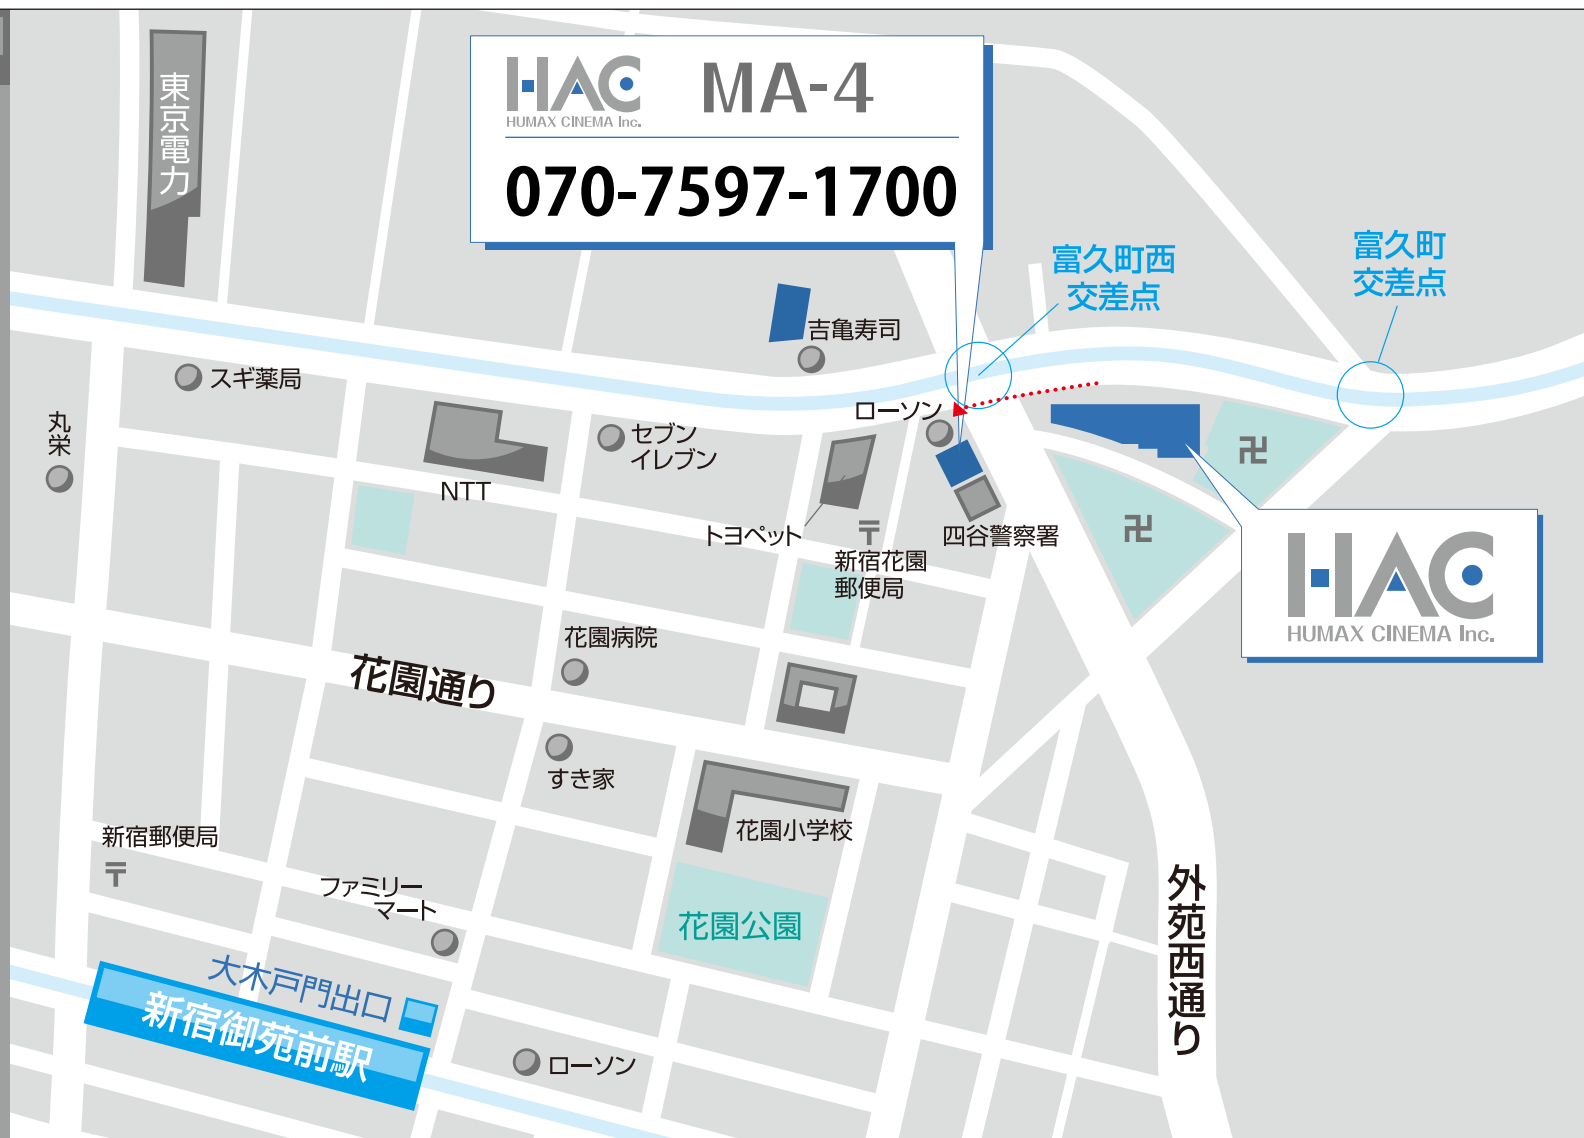 東京電力
HAC
HUMAX CINEMA Inc.
MA-4
070-7597-1700
富久町西
交差点
富久町
交差点
吉亀寿司
スギ薬局
丸栄
ローソン
セブン
イレブン
NTT
卍
卍
トヨペット
〒
新宿花園
郵便局
四谷警察署
HAC
HUMAX CINEMA Inc.
花園病院
花園通り
すき家
花園小学校
新宿郵便局
〒
ファミリー
マート
花園公園
外苑西通り
大木戸門出口
新宿御苑前駅
ローソン